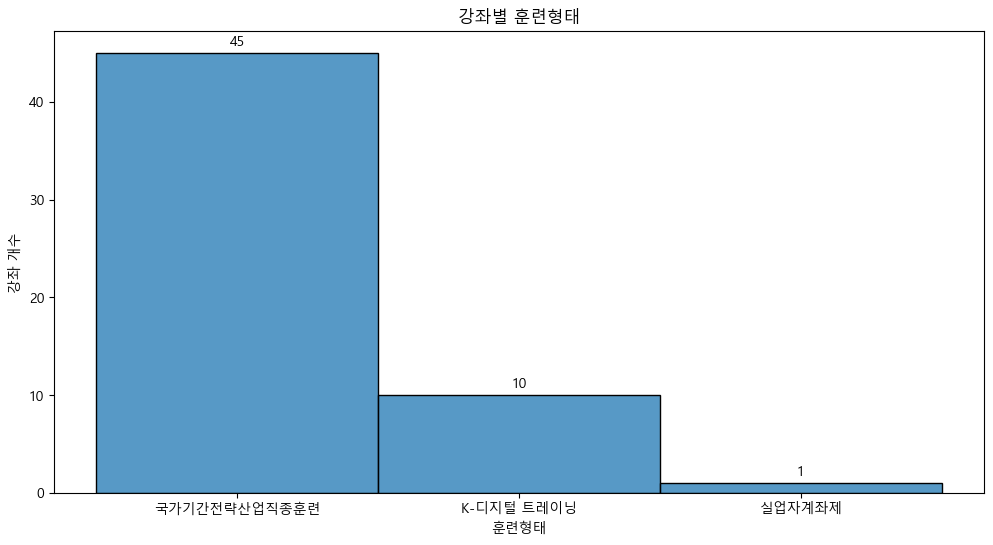 강좌별 훈련형태
45
40
30
20
10
0
강좌 개수
10
1
국가기간전략산업직종훈련
K-디지털 트레이닝
실업자계좌제
훈련형태